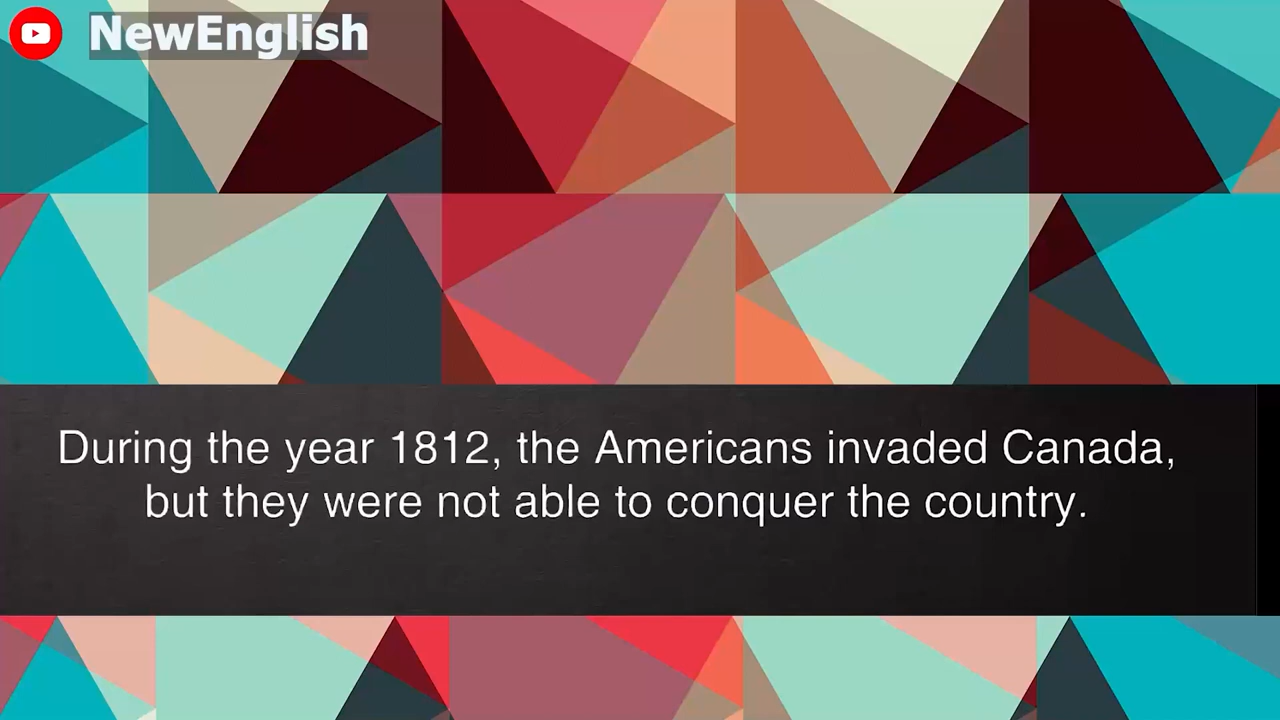 NewEnglish
During the year 1812, the Americans invaded Canada,
but they were not able to conquer the country.